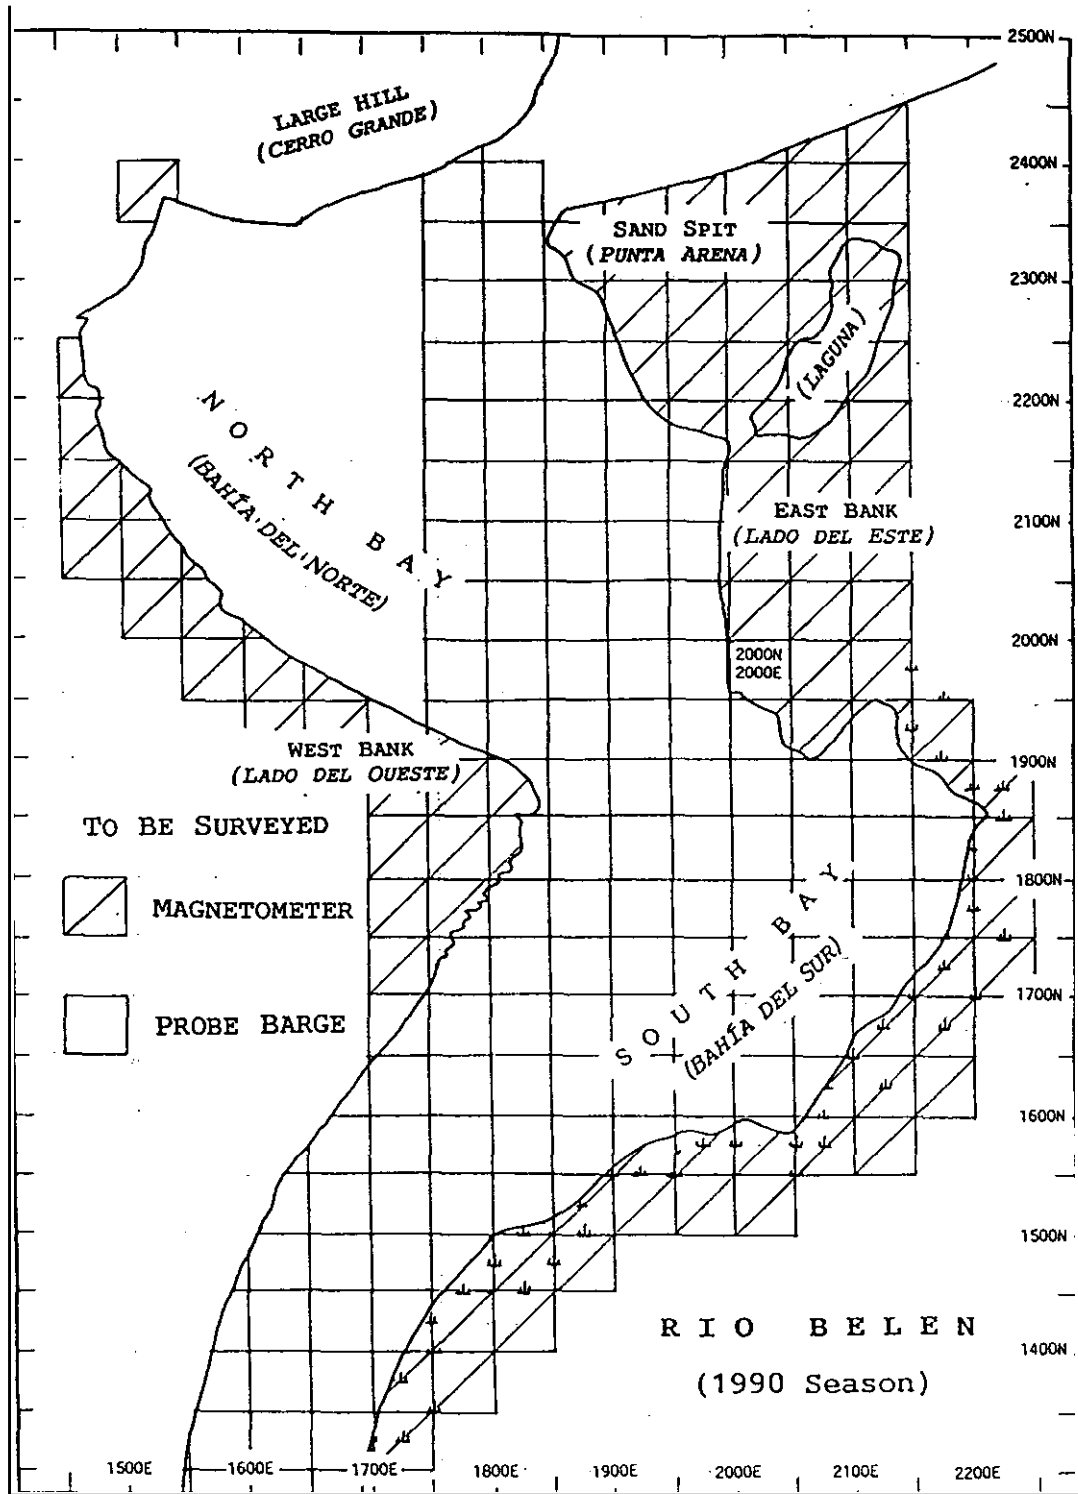 2500N
LARGE HILL
(CERRO GRANDE)
2400N
SAND SPIT
(PUNTA ARENA)
2300N
(LAGUNA)
2200N
NORTH BAY
(BAHÍA DEL NORTE)
EAST BANK
(LADO DEL ESTE)
2100N
2000N
2000N
2000E
WEST BANK
(LADO DEL OUESTE)
1900N
TO BE SURVEYED
MAGNETOMETER
1800N
PROBE BARGE
SOUTH BAY
(BAHÍA DEL SUR)
1700N
1600N
1500N
RIO BELEN
1400N
(1990 Season)
1500E 1600E 1700E 1800E 1900E 2000E 2100E 2200E